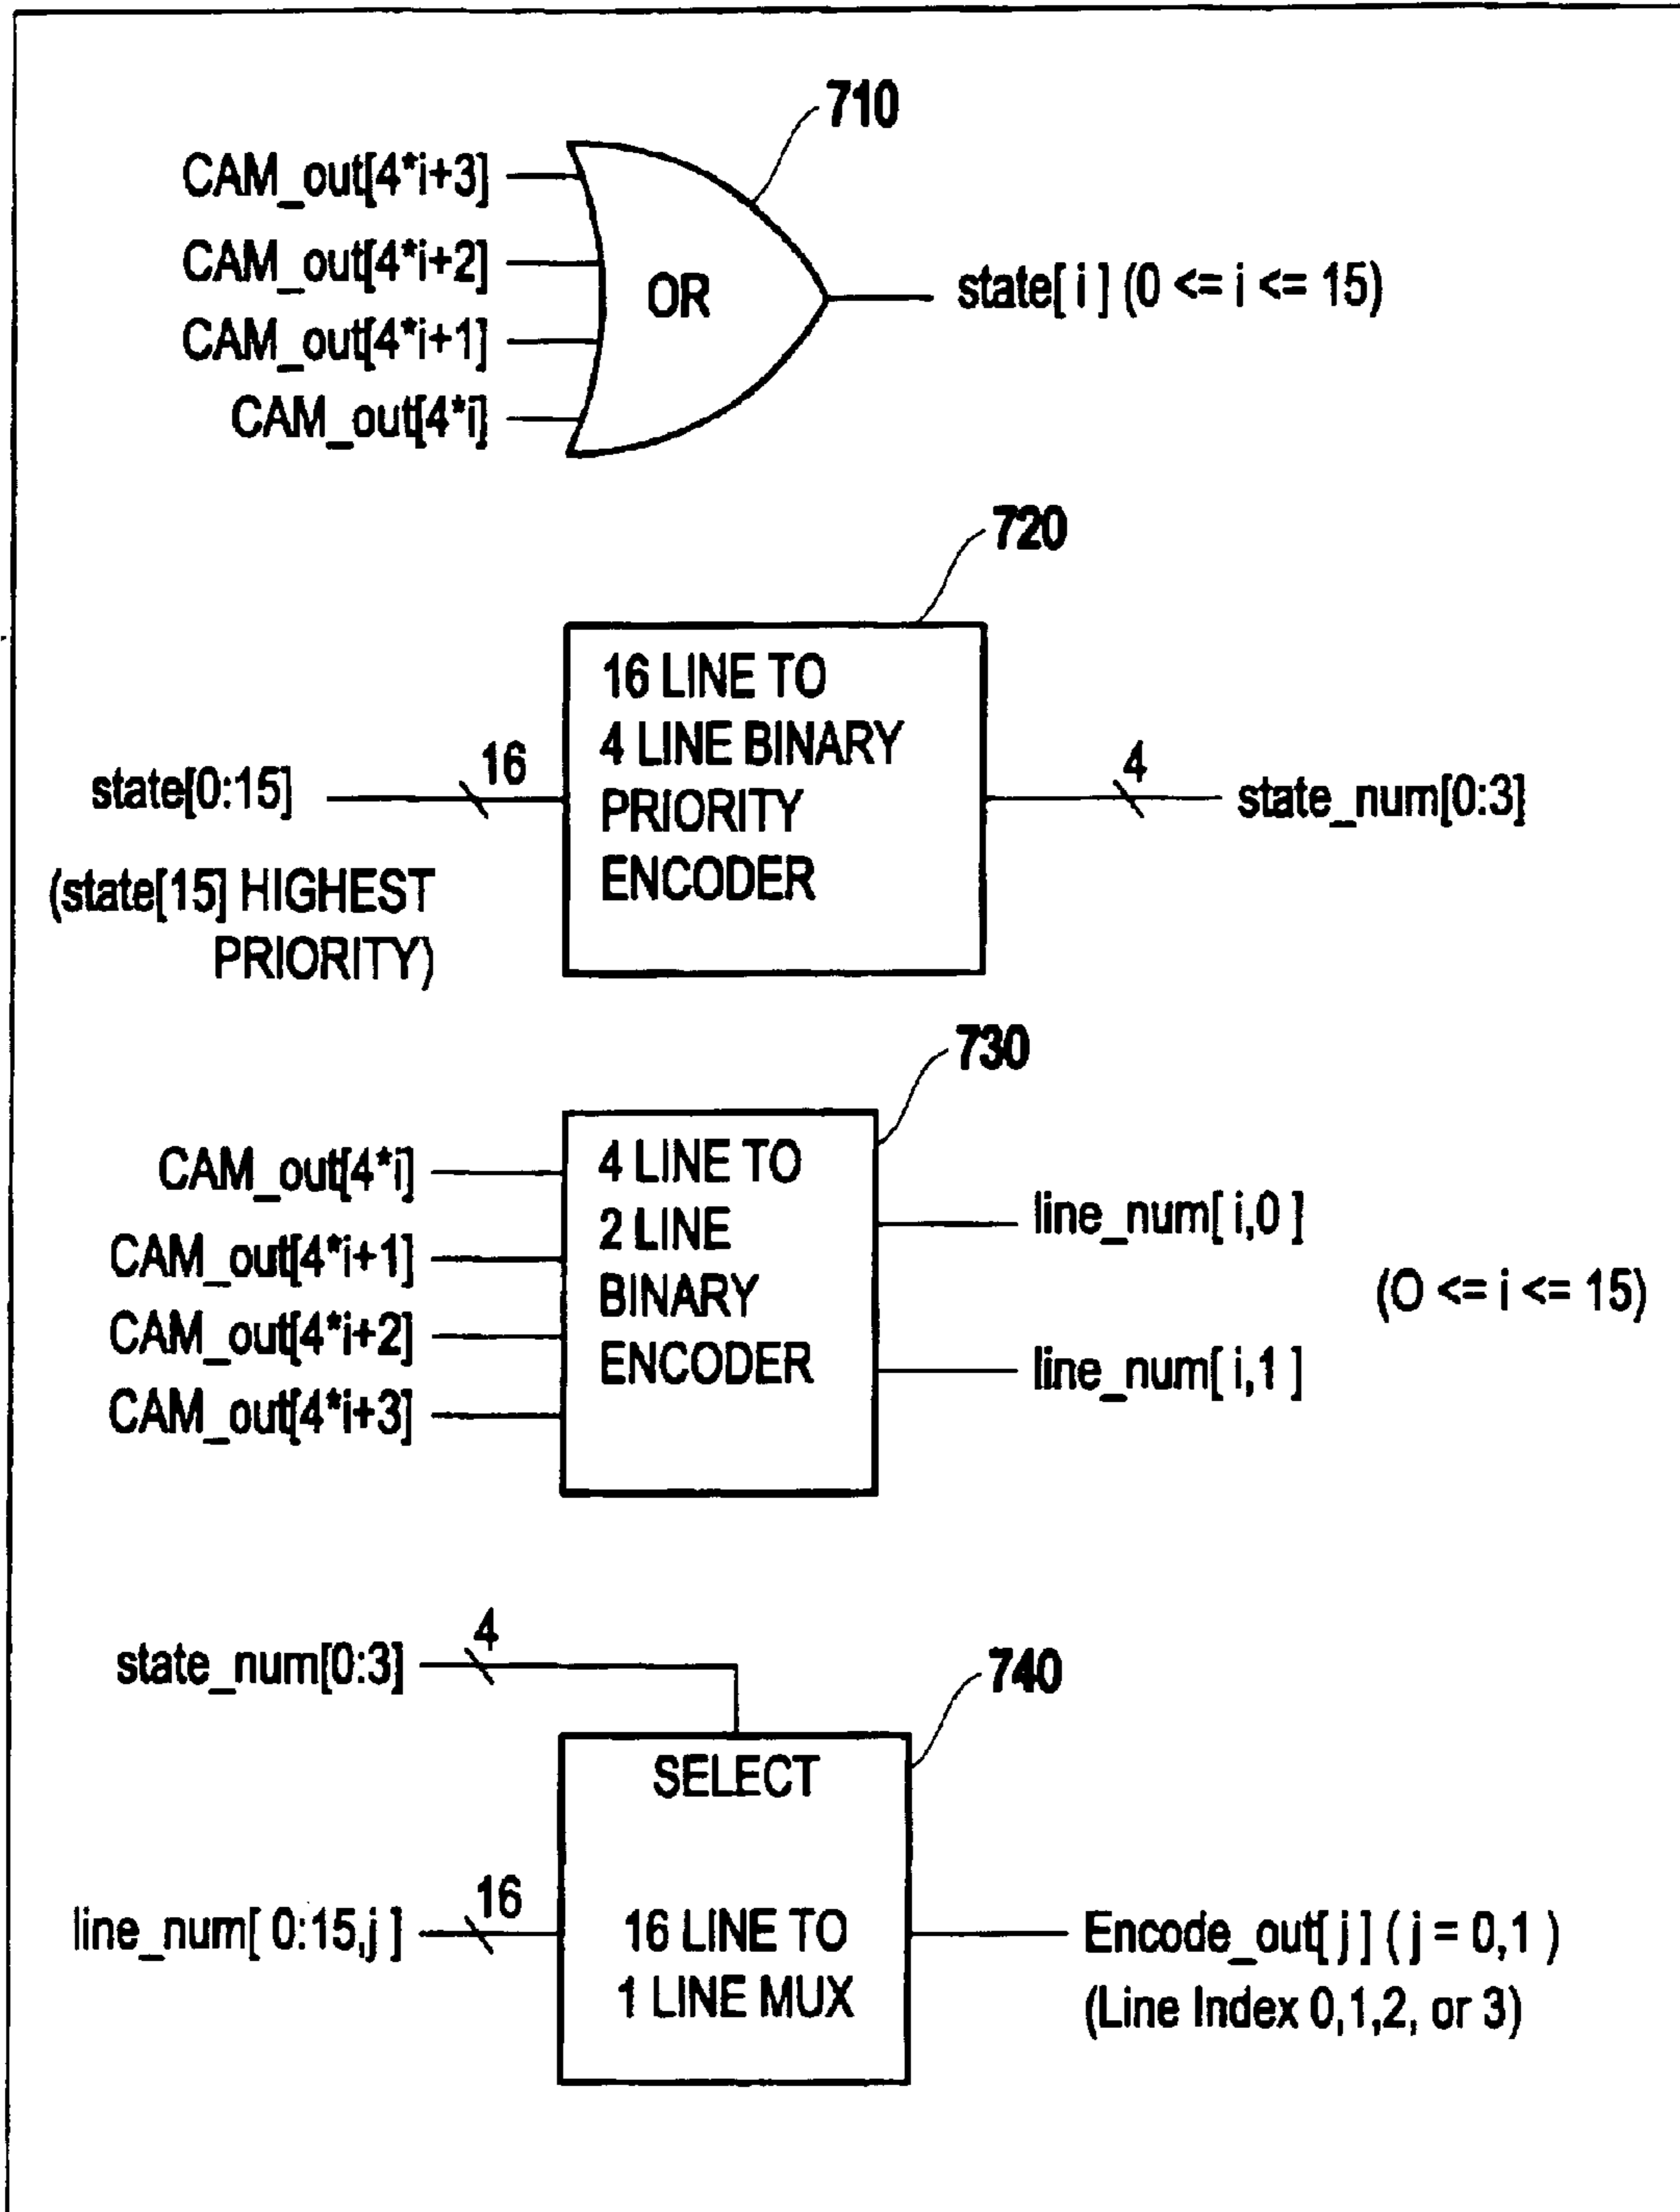 710
CAM_out[4*i+3]
CAM_out[4*i+2]
CAM_out[4*i+1]
CAM_out[4*i]
OR
state[ i ] (0 <= i <= 15)
720
16 LINE TO
4 LINE BINARY
PRIORITY
ENCODER
state[0:15]
16
4
state_num[0:3]
(state[15] HIGHEST
PRIORITY)
730
CAM_out[4*i]
CAM_out[4*i+1]
CAM_out[4*i+2]
CAM_out[4*i+3]
4 LINE TO
2 LINE
BINARY
ENCODER
line_num[ i,0 ]
(O <= i <= 15)
line_num[ i,1 ]
state_num[0:3]
4
740
SELECT
line_num[ 0:15,j ]
16
16 LINE TO
1 LINE MUX
Encode_out[ j ] ( j = 0,1 )
(Line Index 0,1,2, or 3)